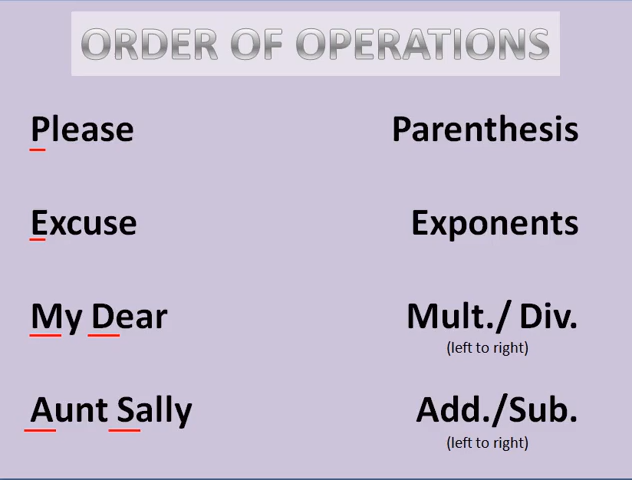 ORDER OF OPERATIONS
Please Parenthesis
Excuse Exponents
My Dear Mult./ Div.
(left to right)
Aunt Sally Add./Sub.
(left to right)